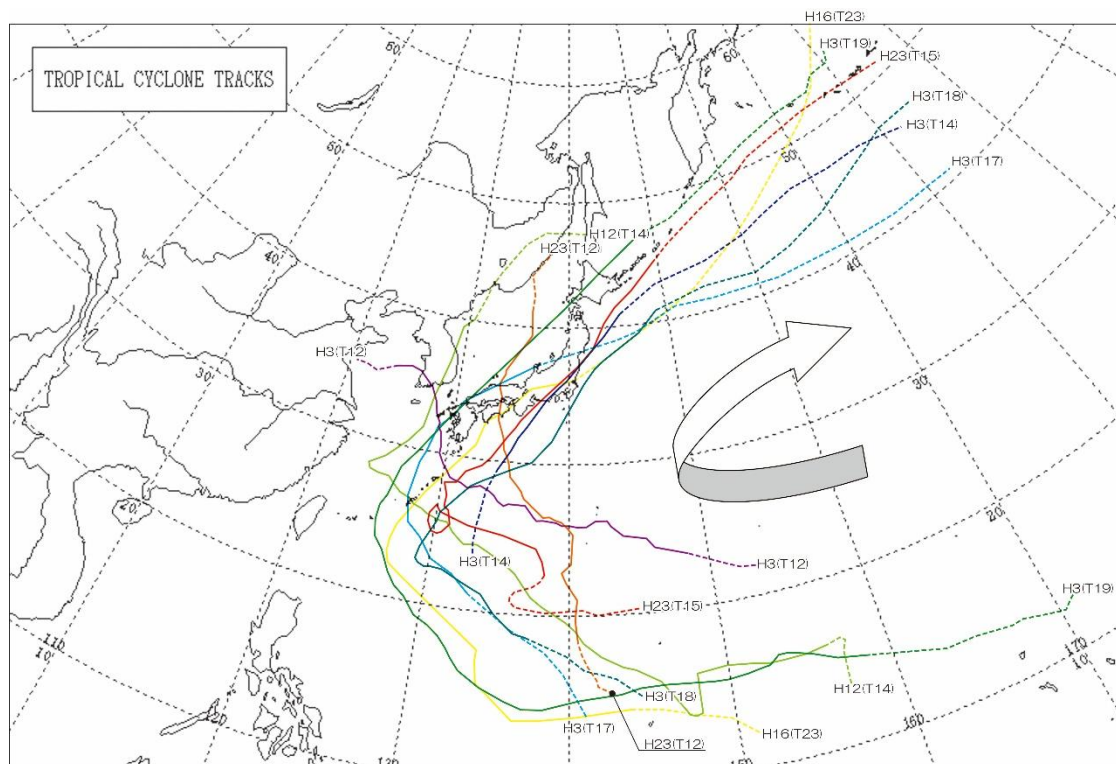 H16(T23)
H3(T19)
H23(T15)
60
60
TROPICAL CYCLONE TRACKS
H3(T18)
H3(T14)
50
50
H3(T17)
H12(T14)
H23(T12)
40
40
H3(T12)
30
30
20
20
H3(T14)
H3(T12)
H3(T19)
H23(T15)
110
10
170
10
H3(T18)
H12(T14)
120
160
H3(T17)
H16(T23)
H23(T12)
150